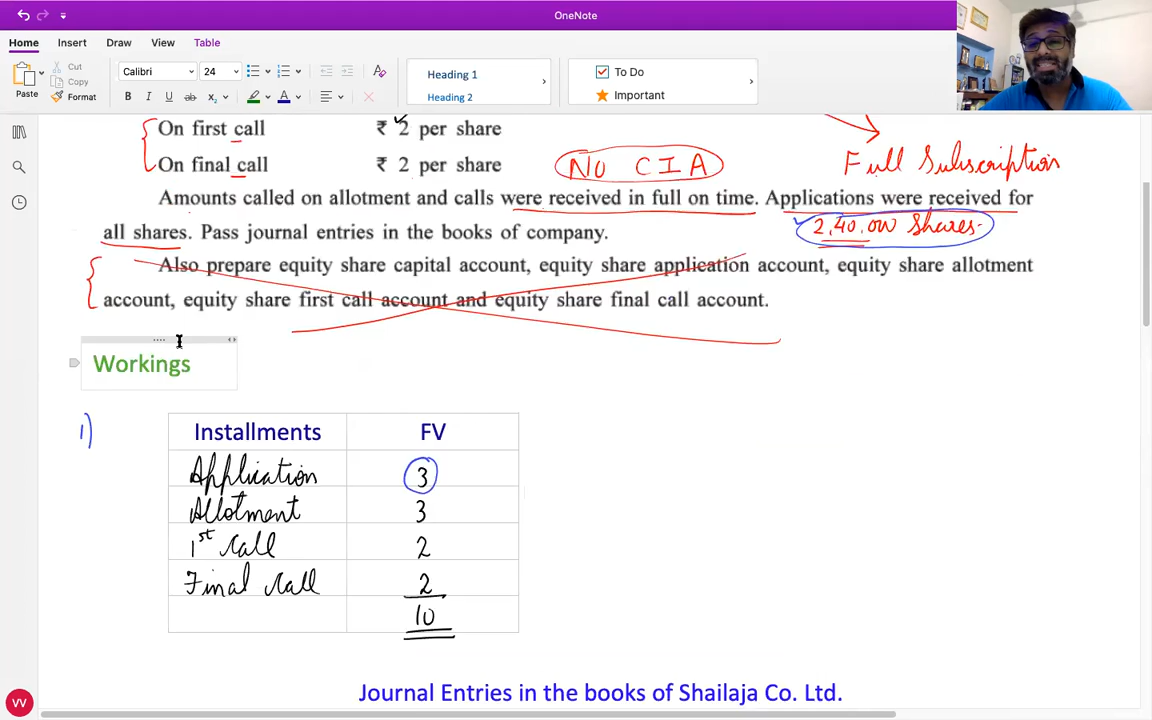 OneNote
Home Insert Draw View Table
Paste
Cut
Copy
Format
Calibri 24
B I U ab X₂ A
Heading 1
Heading 2
To Do
Important
On first call ₹ 2 per share
On final call ₹ 2 per share
No CIA
Full Subscription
Amounts called on allotment and calls were received in full on time. Applications were received for
2,40,000 Shares.
all shares. Pass journal entries in the books of company.
Also prepare equity share capital account, equity share application account, equity share allotment
account, equity share first call account and equity share final call account.
Workings
1)
Installments FV
Application 3
Allotment 3
1st Call 2
Final Call 2
10
Journal Entries in the books of Shailaja Co. Ltd.
VV